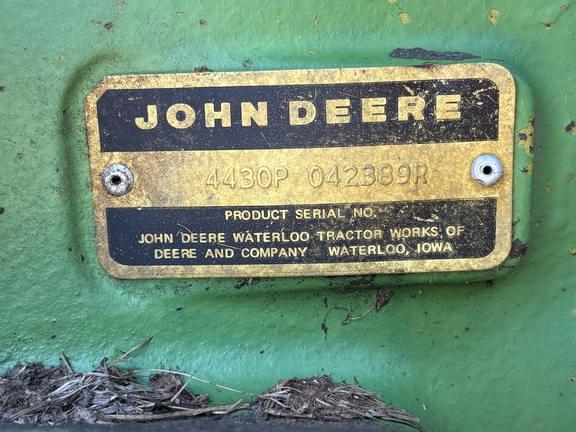 JOHN DEERE
4430P 042389R
PRODUCT SERIAL NO.
JOHN DEERE WATERLOO TRACTOR WORKS OF
DEERE AND COMPANY WATERLOO, IOWA